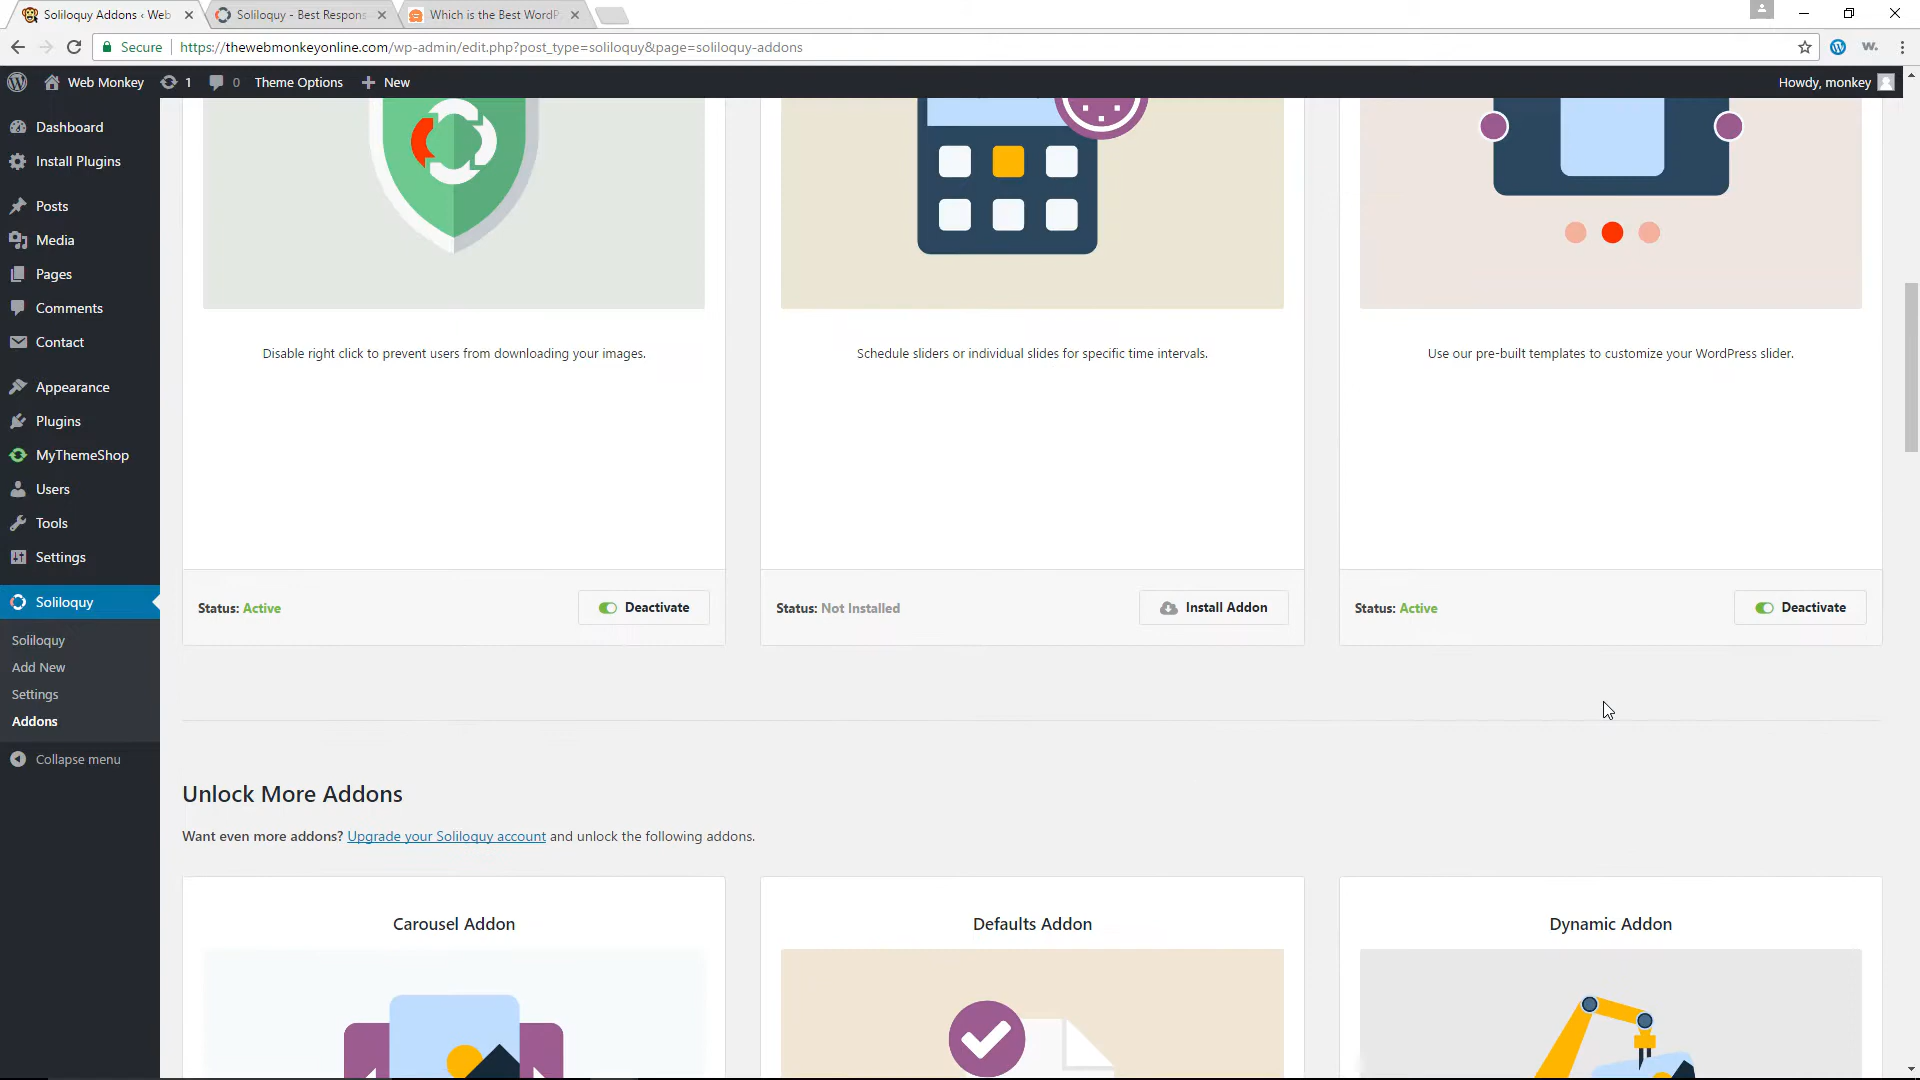 Soliloquy Addons ‹ Web
Soliloquy - Best Respons
Which is the Best WordP
Secure
https://thewebmonkeyonline.com/wp-admin/edit.php?post_type=soliloquy&page=soliloquy-addons
w.
Web Monkey
1
0
Theme Options
New
Howdy, monkey
Dashboard
Install Plugins
Posts
Media
Pages
Comments
Contact
Appearance
Plugins
MyThemeShop
Users
Tools
Settings
Soliloquy
Soliloquy
Add New
Settings
Addons
Collapse menu
Disable right click to prevent users from downloading your images.
Schedule sliders or individual slides for specific time intervals.
Use our pre-built templates to customize your WordPress slider.
Status: Active
Deactivate
Status: Not Installed
Install Addon
Status: Active
Deactivate
Unlock More Addons
Want even more addons? Upgrade your Soliloquy account and unlock the following addons.
Carousel Addon
Defaults Addon
Dynamic Addon